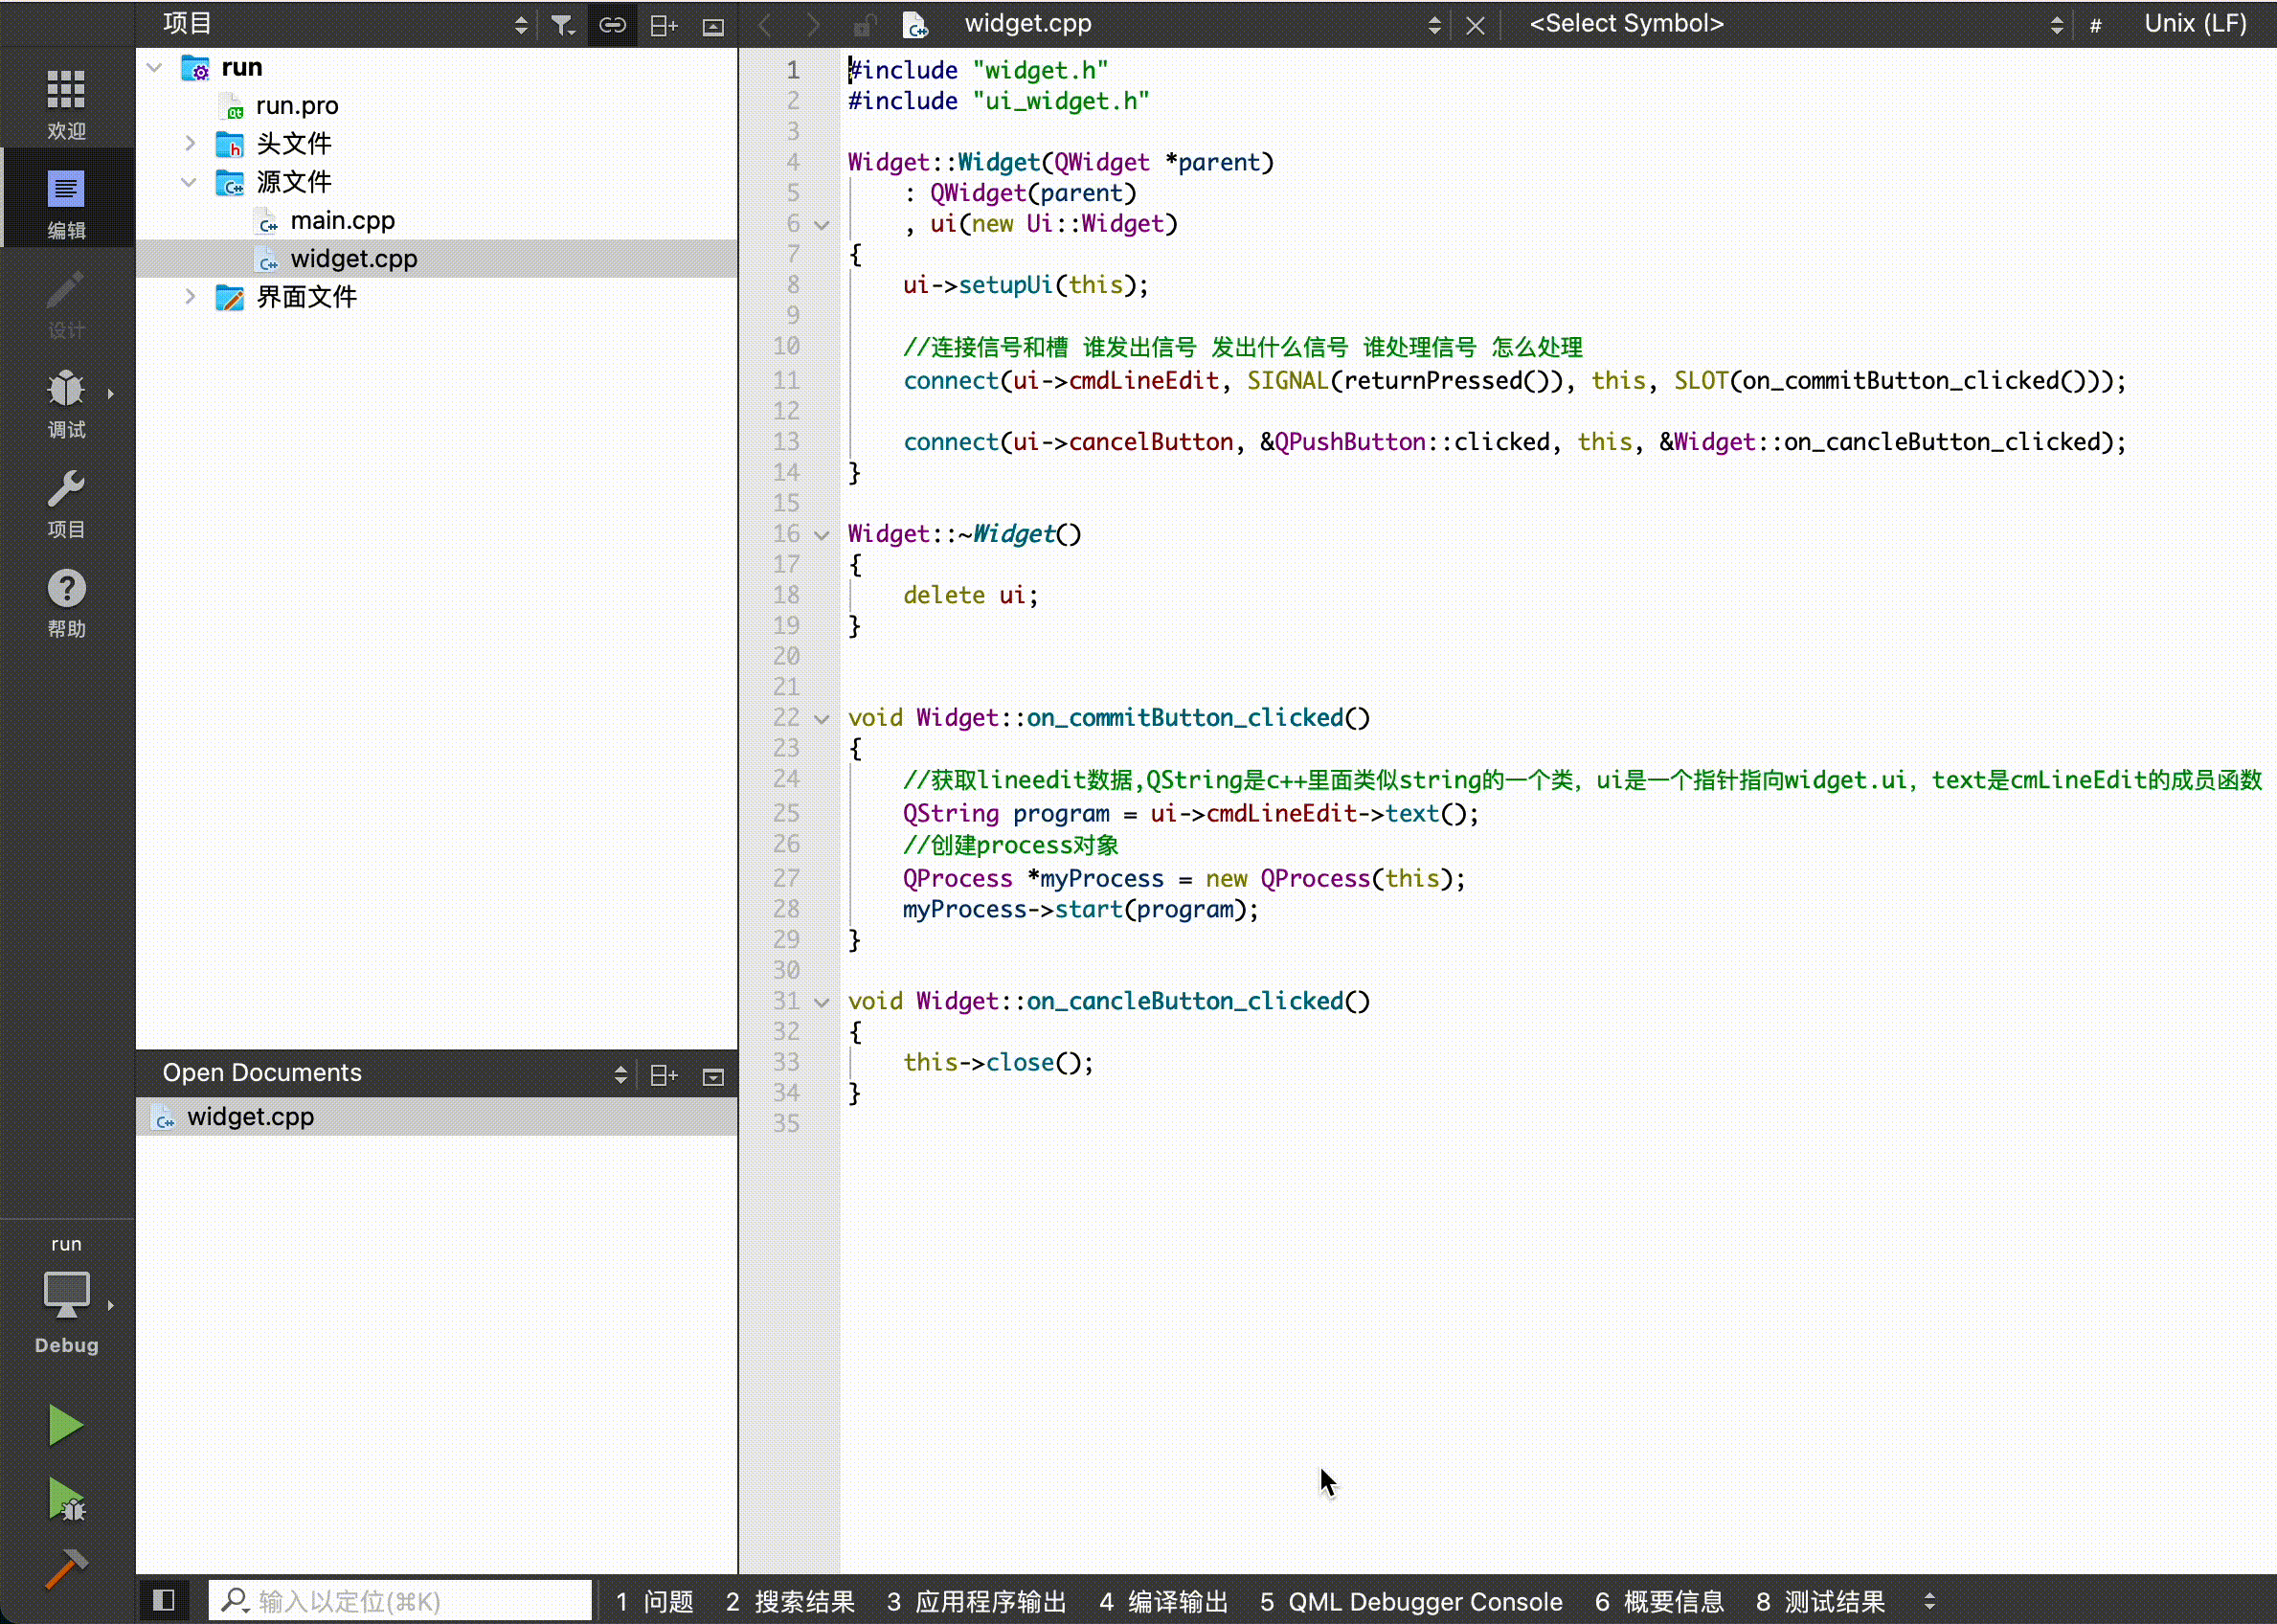 项目
widget.cpp
<Select Symbol>
#
Unix (LF)
欢迎
编辑
设计
调试
项目
帮助
run
Debug
run
run.pro
头文件
源文件
main.cpp
widget.cpp
界面文件
Open Documents
widget.cpp
1 #include "widget.h"
2 #include "ui_widget.h"
3
4 Widget::Widget(QWidget *parent)
5     : QWidget(parent)
6     , ui(new Ui::Widget)
7 {
8     ui->setupUi(this);
9
10     //连接信号和槽 谁发出信号 发出什么信号 谁处理信号 怎么处理
11     connect(ui->cmdLineEdit, SIGNAL(returnPressed()), this, SLOT(on_commitButton_clicked()));
12
13     connect(ui->cancelButton, &QPushButton::clicked, this, &Widget::on_cancleButton_clicked);
14 }
15
16 Widget::~Widget()
17 {
18     delete ui;
19 }
20
21
22 void Widget::on_commitButton_clicked()
23 {
24     //获取lineedit数据,QString是c++里面类似string的一个类，ui是一个指针指向widget.ui，text是cmLineEdit的成员函数
25     QString program = ui->cmdLineEdit->text();
26     //创建process对象
27     QProcess *myProcess = new QProcess(this);
28     myProcess->start(program);
29 }
30
31 void Widget::on_cancleButton_clicked()
32 {
33     this->close();
34 }
35
输入以定位(⌘K)
1 问题 2 搜索结果 3 应用程序输出 4 编译输出 5 QML Debugger Console 6 概要信息 8 测试结果